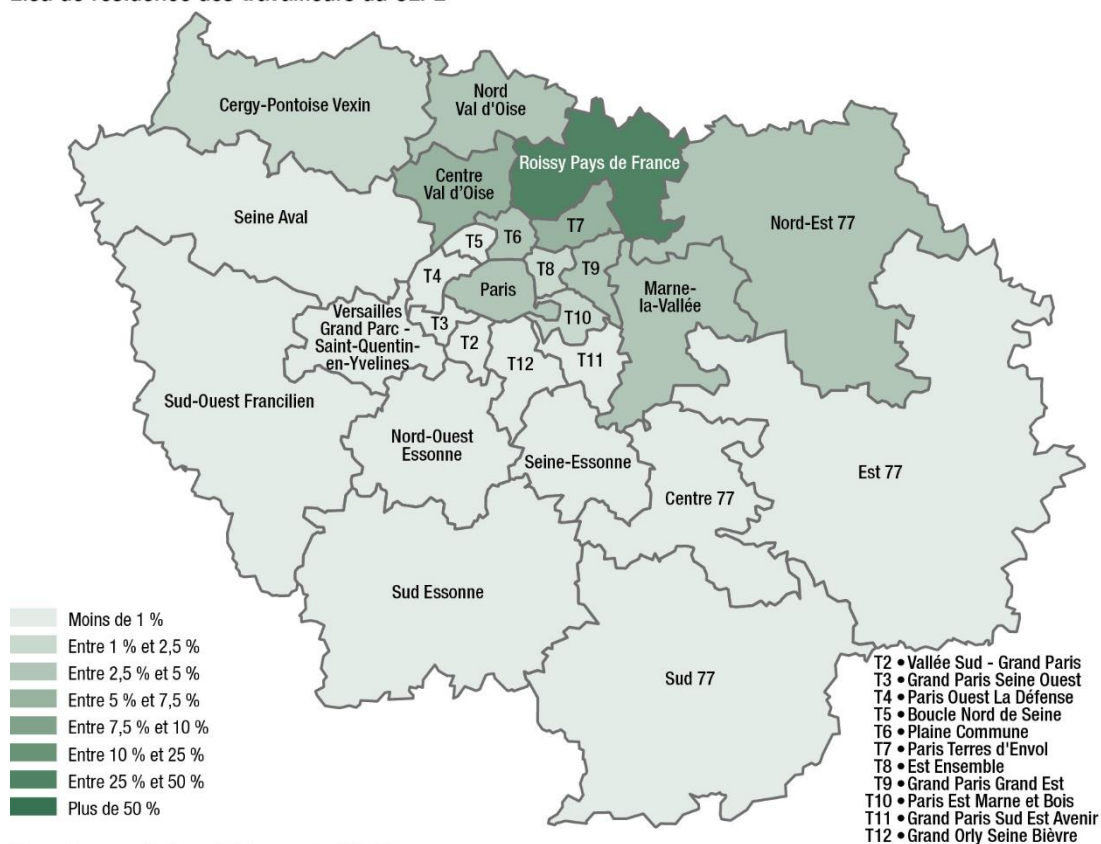 Cergy-Pontoise Vexin
Nord
Val d'Oise
Roissy Pays de France
Centre
Val d'Oise
Seine Aval
Nord-Est 77
T5
T6
T7
T4
T8
T9
Paris
Marne-
la-Vallée
Versailles
Grand Parc -
Saint-Quentin-
en-Yvelines
T3
T2
T10
T12
T11
Sud-Ouest Francilien
Nord-Ouest
Essonne
Seine-Essonne
Centre 77
Est 77
Sud Essonne
Sud 77
Moins de 1 %
Entre 1 % et 2,5 %
Entre 2,5 % et 5 %
Entre 5 % et 7,5 %
Entre 7,5 % et 10 %
Entre 10 % et 25 %
Entre 25 % et 50 %
Plus de 50 %
T2 • Vallée Sud - Grand Paris
T3 • Grand Paris Seine Ouest
T4 • Paris Ouest La Défense
T5 • Boucle Nord de Seine
T6 • Plaine Commune
T7 • Paris Terres d'Envol
T8 • Est Ensemble
T9 • Grand Paris Grand Est
T10 • Paris Est Marne et Bois
T11 • Grand Paris Sud Est Avenir
T12 • Grand Orly Seine Bièvre